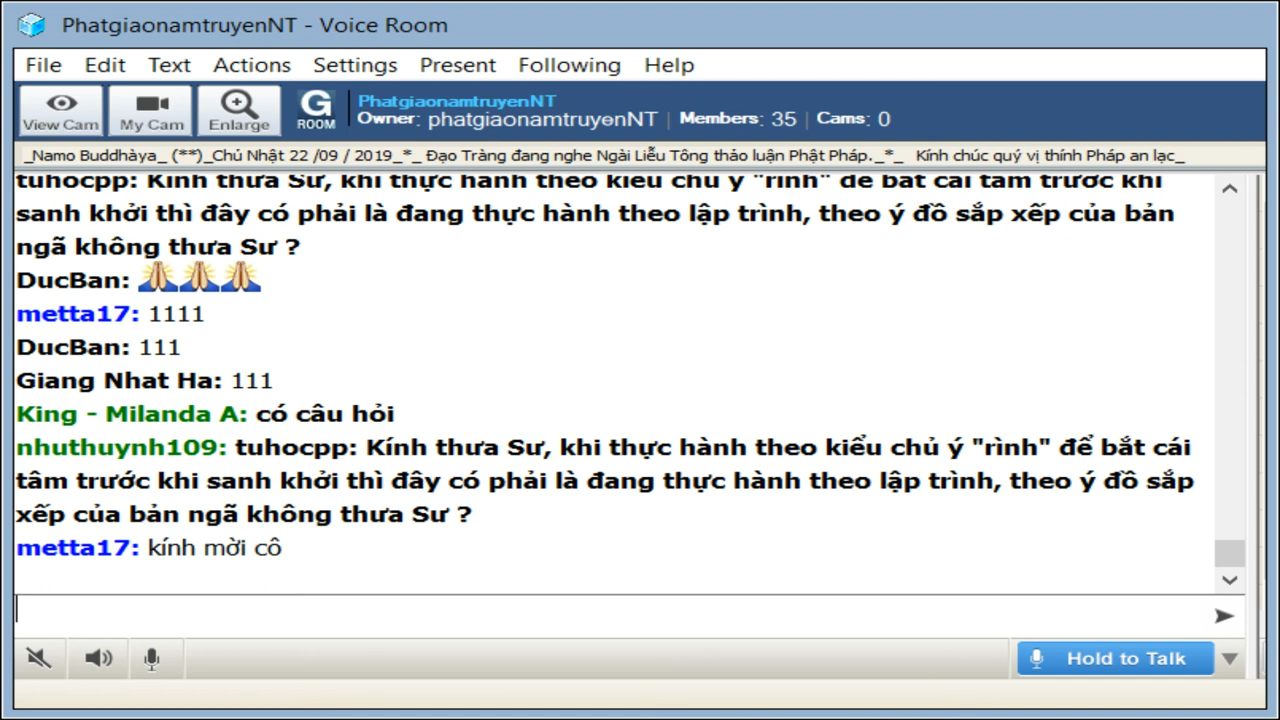 PhatgiaonamtruyenNT - Voice Room
File Edit Text Actions Settings Present Following Help
View Cam My Cam Enlarge G ROOM PhatgiaonamtruyenNT
Owner: phatgiaonamtruyenNT Members: 35 Cams: 0
_Namo Buddhàya_ (**)_Chủ Nhật 22 /09 / 2019_*_ Đạo Tràng đang nghe Ngài Liễu Tông thảo luận Phật Pháp._*_ Kính chúc quý vị thính Pháp an lạc_
tuhocpp: Kính thưa Sư, khi thực hành theo kiểu chú ý "rình" để bắt cái tâm trước khi
sanh khởi thì đây có phải là đang thực hành theo lập trình, theo ý đồ sắp xếp của bản
ngã không thưa Sư ?
DucBan:
metta17: 1111
DucBan: 111
Giang Nhat Ha: 111
King - Milanda A: có câu hỏi
nhuthuynh109: tuhocpp: Kính thưa Sư, khi thực hành theo kiểu chủ ý "rình" để bắt cái
tâm trước khi sanh khởi thì đây có phải là đang thực hành theo lập trình, theo ý đồ sắp
xếp của bản ngã không thưa Sư ?
metta17: kính mời cô
Hold to Talk